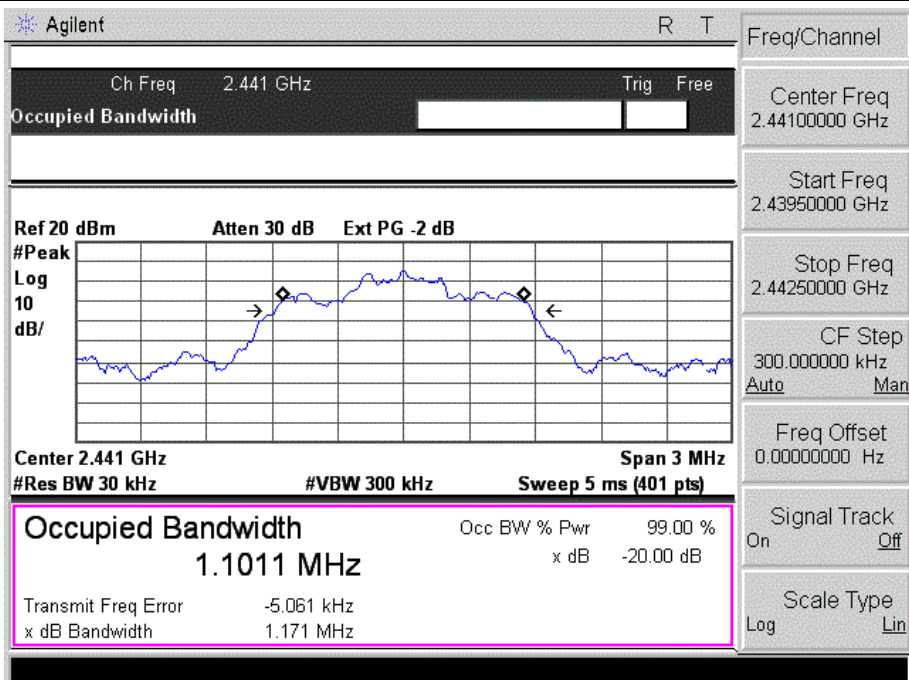 Agilent R T
Ch Freq 2.441 GHz Trig Free
Occupied Bandwidth
Ref 20 dBm Atten 30 dB Ext PG -2 dB
#Peak
Log
10
dB/
Center 2.441 GHz Span 3 MHz
#Res BW 30 kHz #VBW 300 kHz Sweep 5 ms (401 pts)
Occupied Bandwidth Occ BW % Pwr 99.00 %
1.1011 MHz x dB -20.00 dB
Transmit Freq Error -5.061 kHz
x dB Bandwidth 1.171 MHz
Freq/Channel
Center Freq
2.44100000 GHz
Start Freq
2.43950000 GHz
Stop Freq
2.44250000 GHz
CF Step
300.000000 kHz
Auto Man
Freq Offset
0.00000000 Hz
Signal Track
On Off
Scale Type
Log Lin